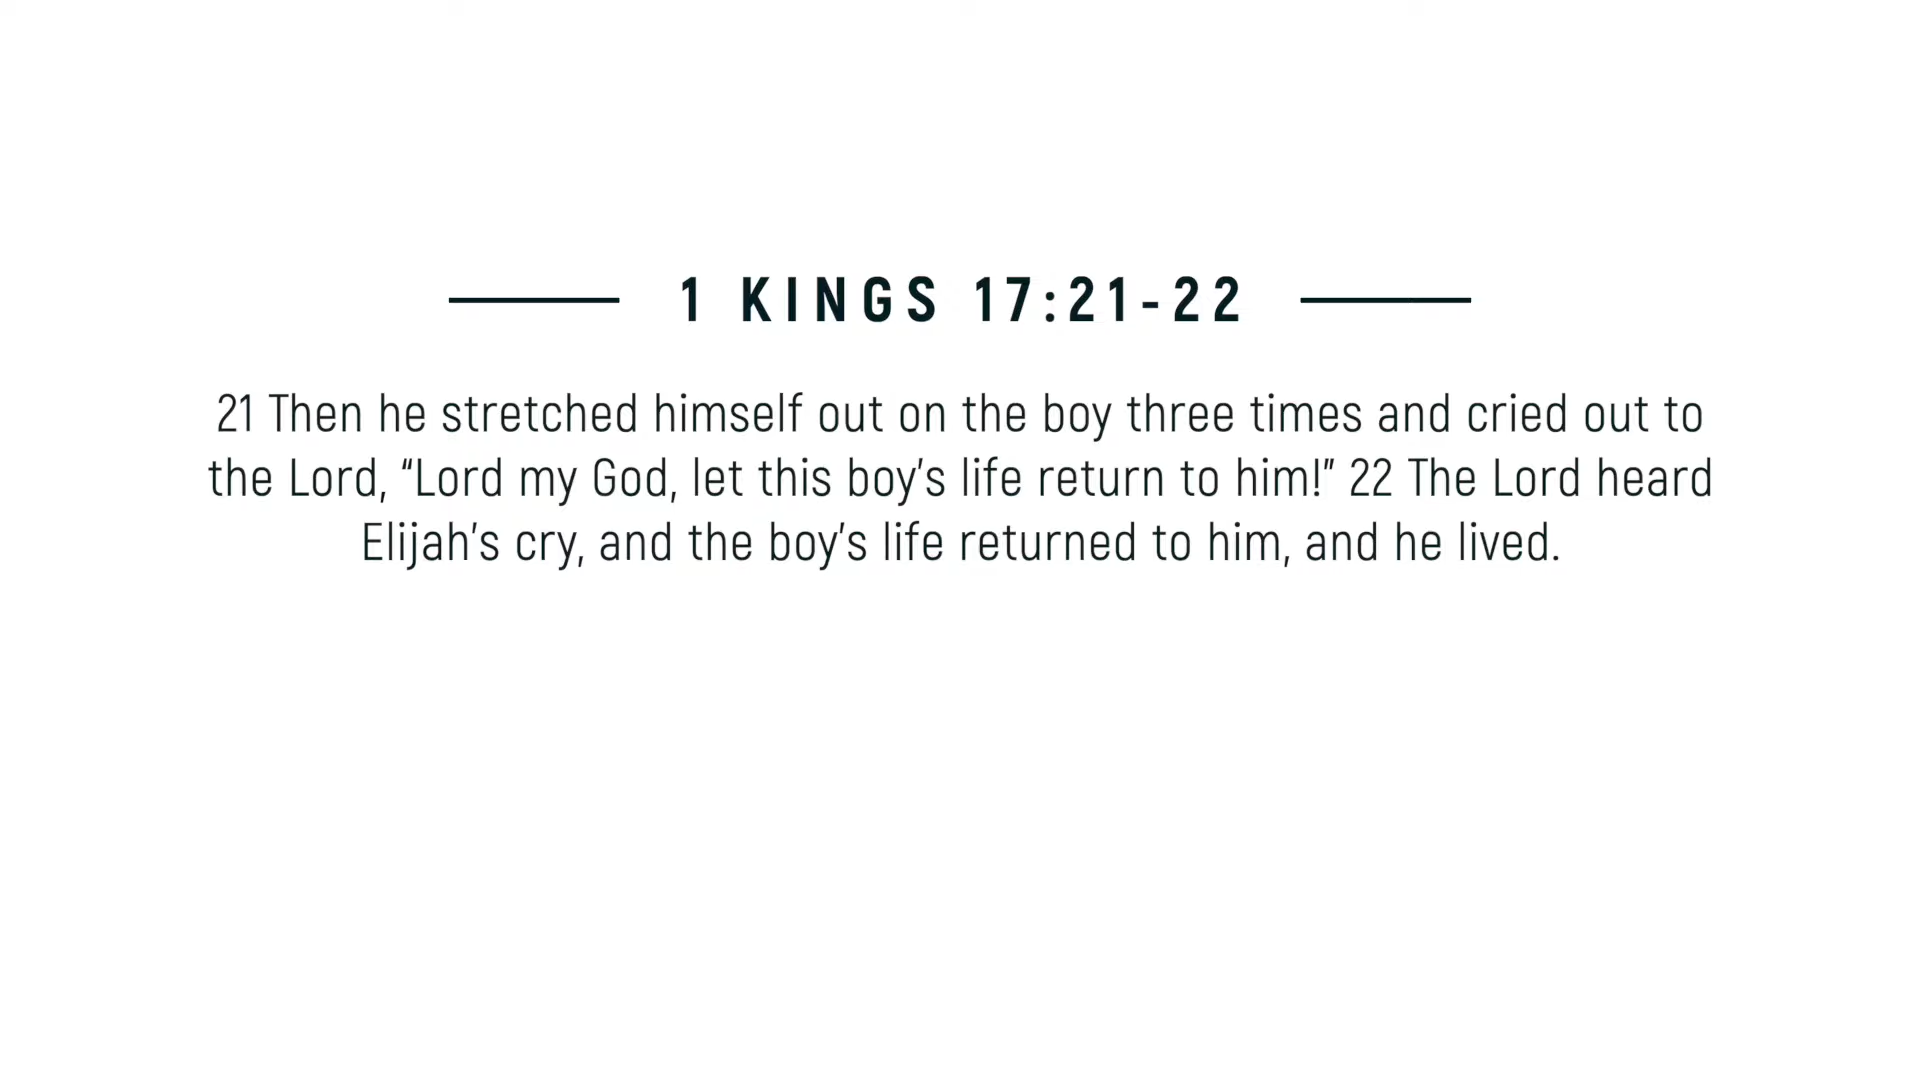 1 KINGS 17:21-22
21 Then he stretched himself out on the boy three times and cried out to
the Lord, “Lord my God, let this boy’s life return to him!” 22 The Lord heard
Elijah’s cry, and the boy’s life returned to him, and he lived.